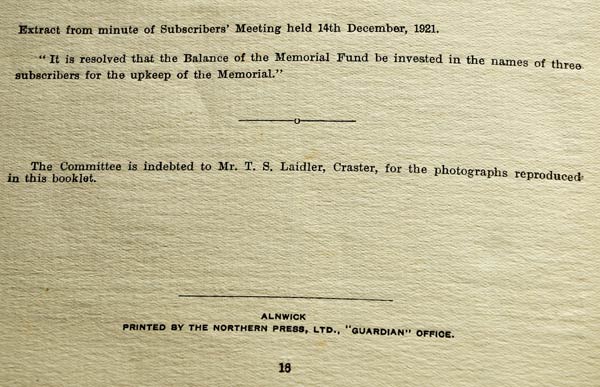 Extract from minute of Subscribers' Meeting held 14th December, 1921.
"It is resolved that the Balance of the Memorial Fund be invested in the names of three
subscribers for the upkeep of the Memorial."
The Committee is indebted to Mr. T. S. Laidler, Craster, for the photographs reproduced
in this booklet.
ALNWICK
PRINTED BY THE NORTHERN PRESS, LTD., "GUARDIAN" OFFICE.
16